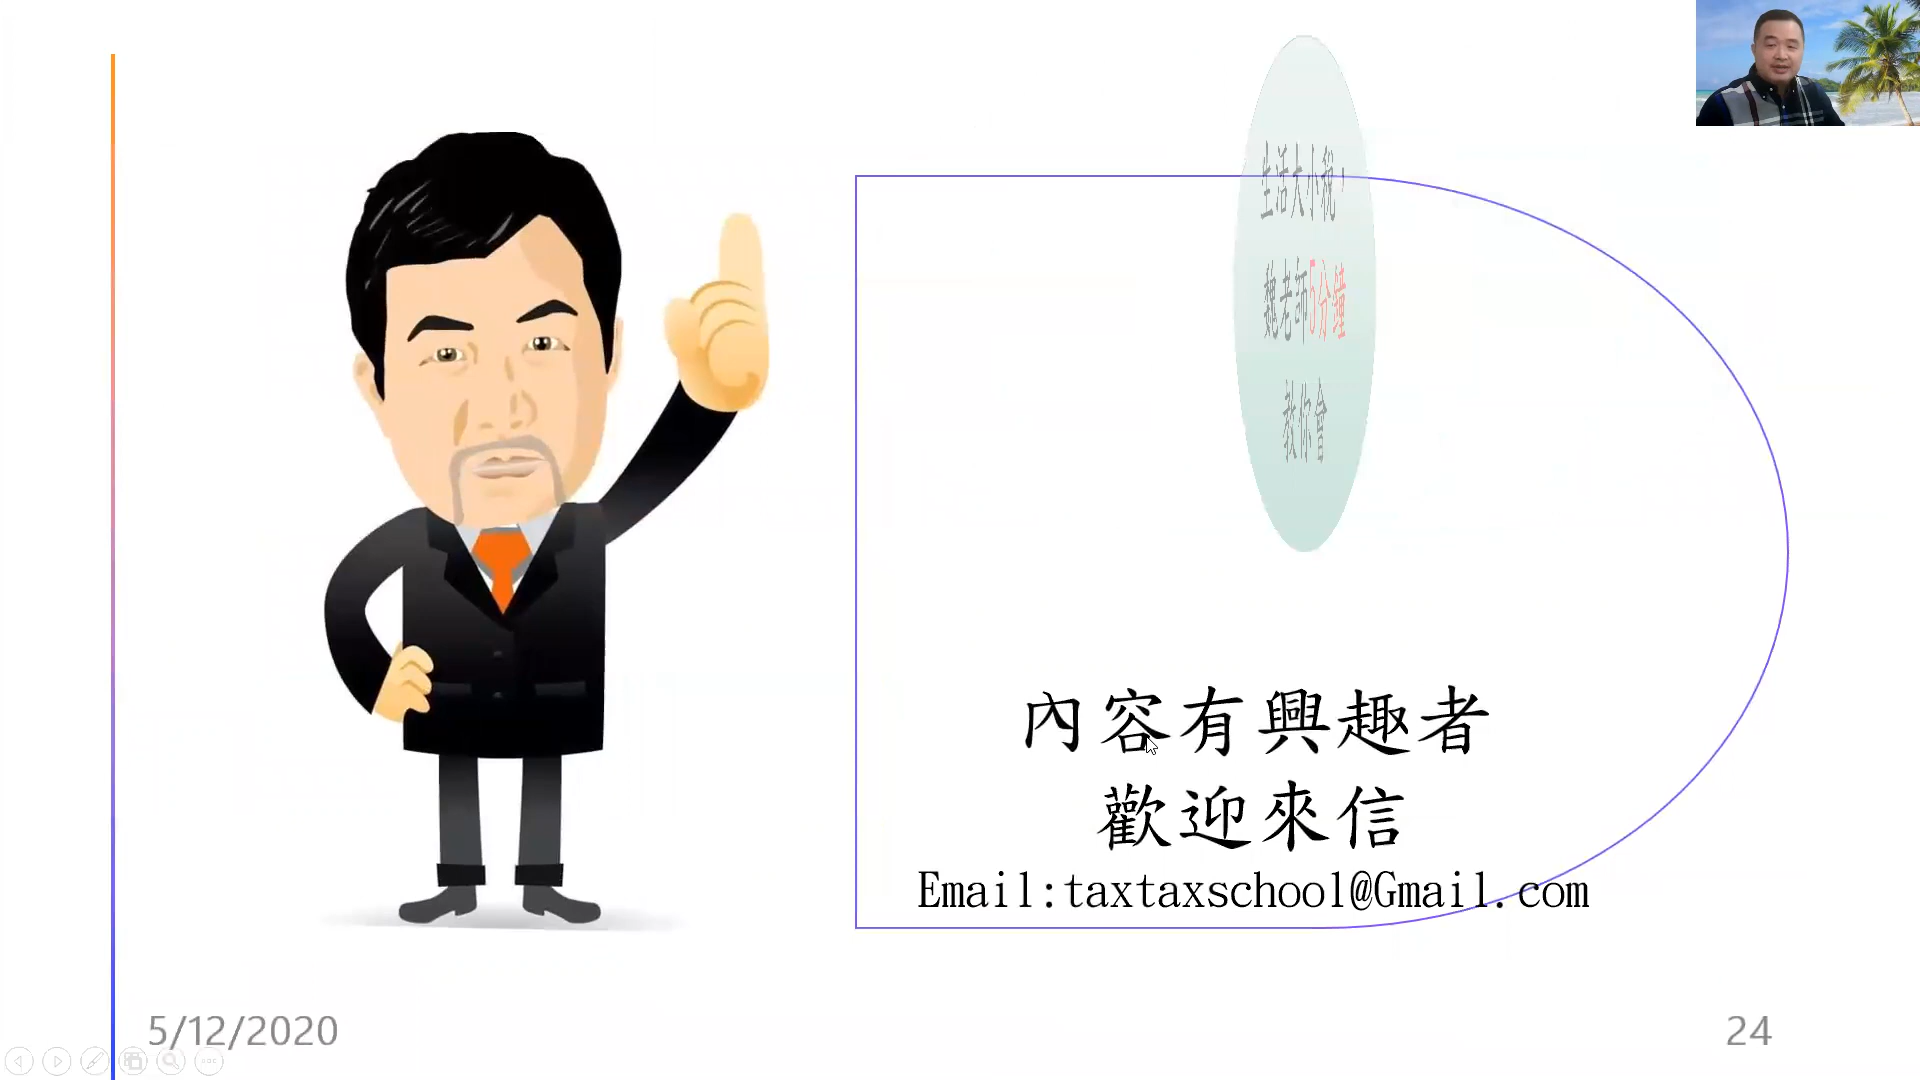 生活大小稅，
魏老師5分鐘
教你會
內容有興趣者
歡迎來信
Email:taxtaxschool@Gmail.com
5/12/2020
24